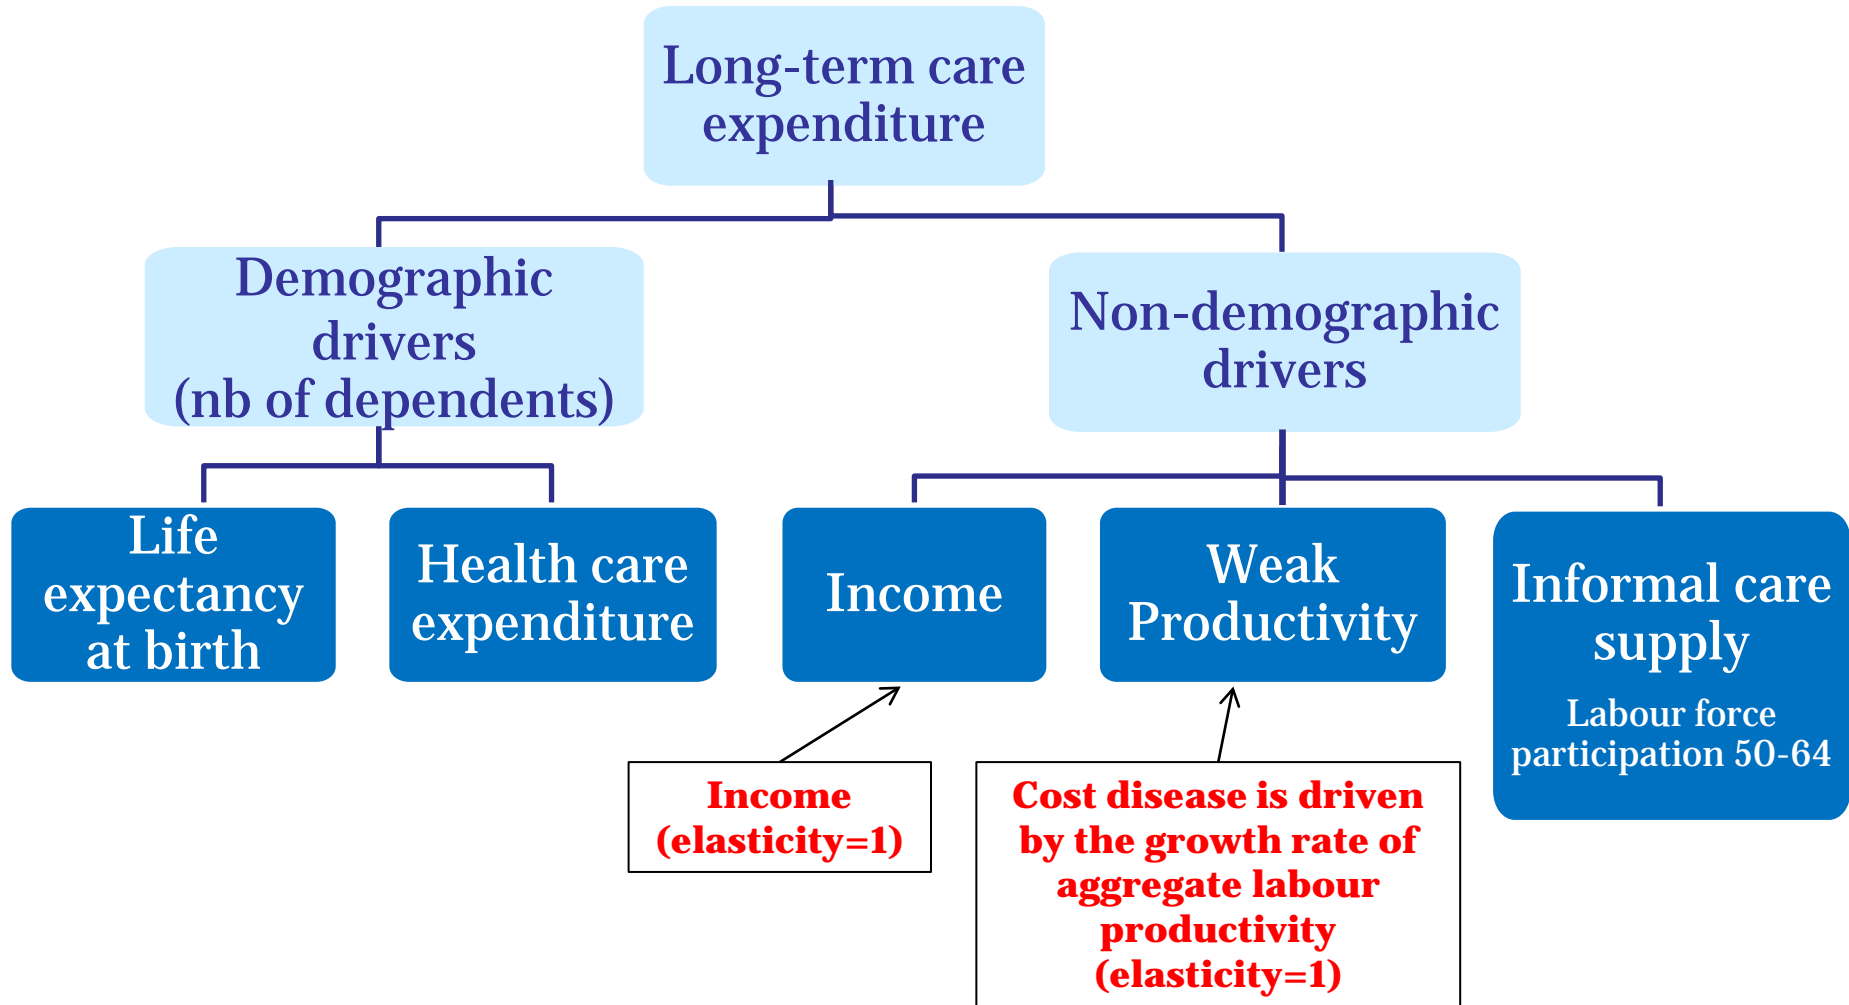 Long-term care
expenditure
Demographic
drivers
(nb of dependents)
Non-demographic
drivers
Life
expectancy
at birth
Health care
expenditure
Income
Weak
Productivity
Informal care
supply
Labour force
participation 50-64
Income
(elasticity=1)
Cost disease is driven
by the growth rate of
aggregate labour
productivity
(elasticity=1)